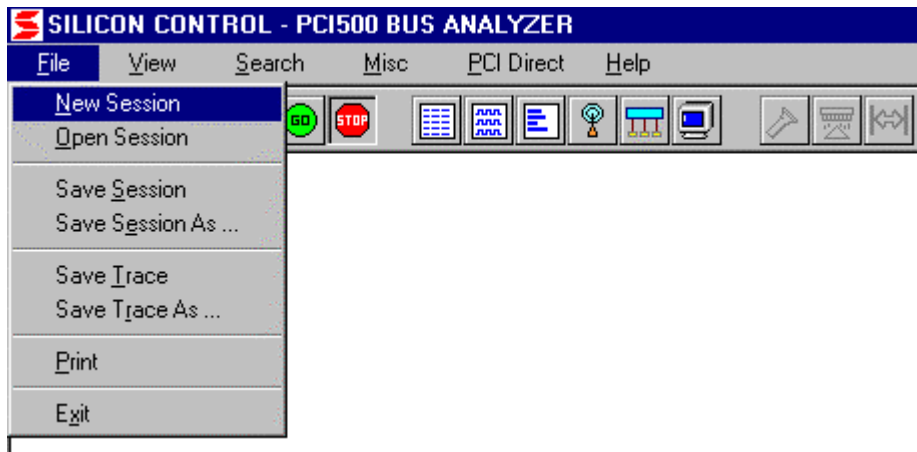 SILICON CONTROL - PCI500 BUS ANALYZER
File View Search Misc PCI Direct Help
New Session
GO STOP
Open Session
Save Session
Save Session As ...
Save Trace
Save Trace As ...
Print
Exit